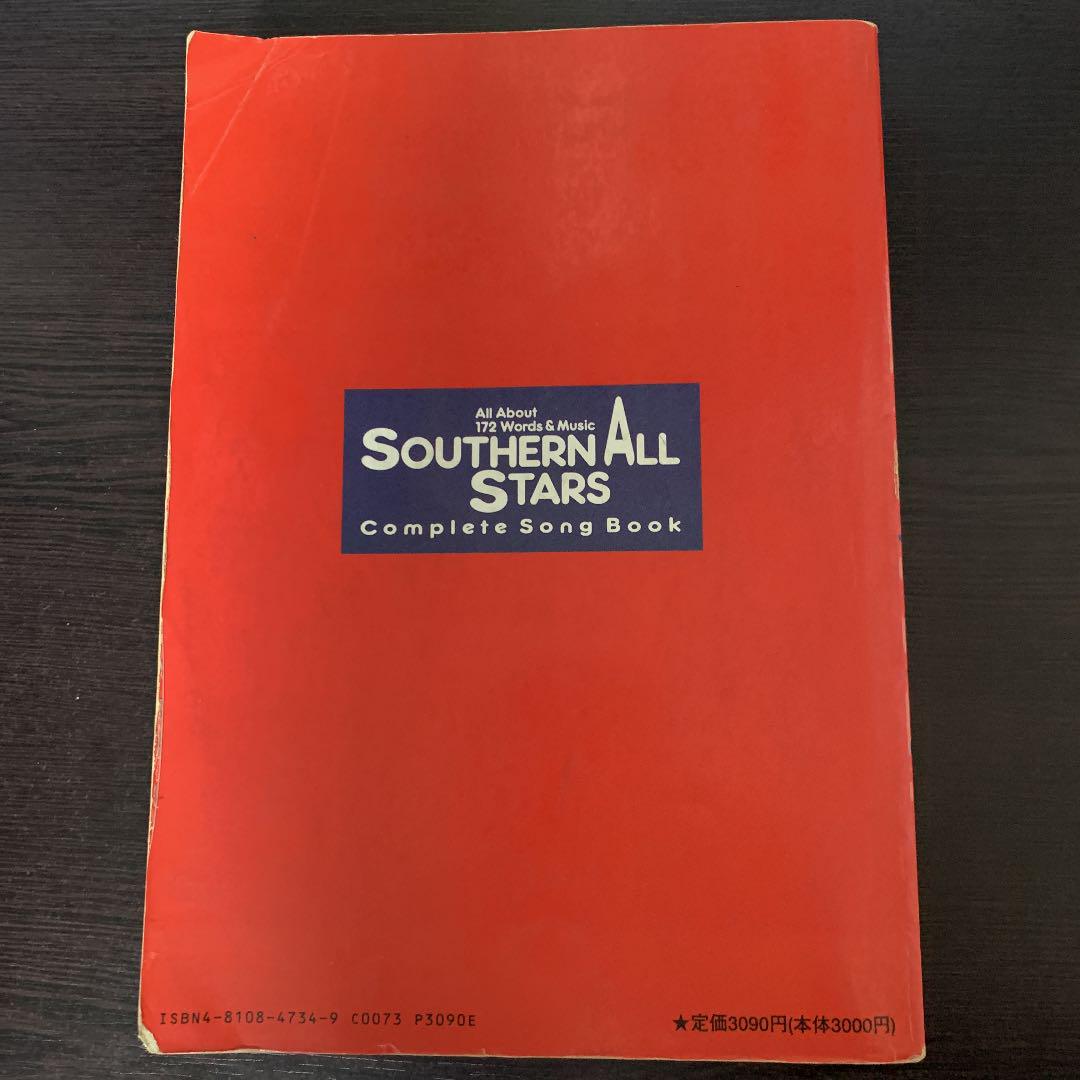 All About
172 Words & Music
SOUTHERN ALL
STARS
Complete Song Book
ISBN4-8108-4734-9 C0073 P3090E
★定価3090円(本体3000円)